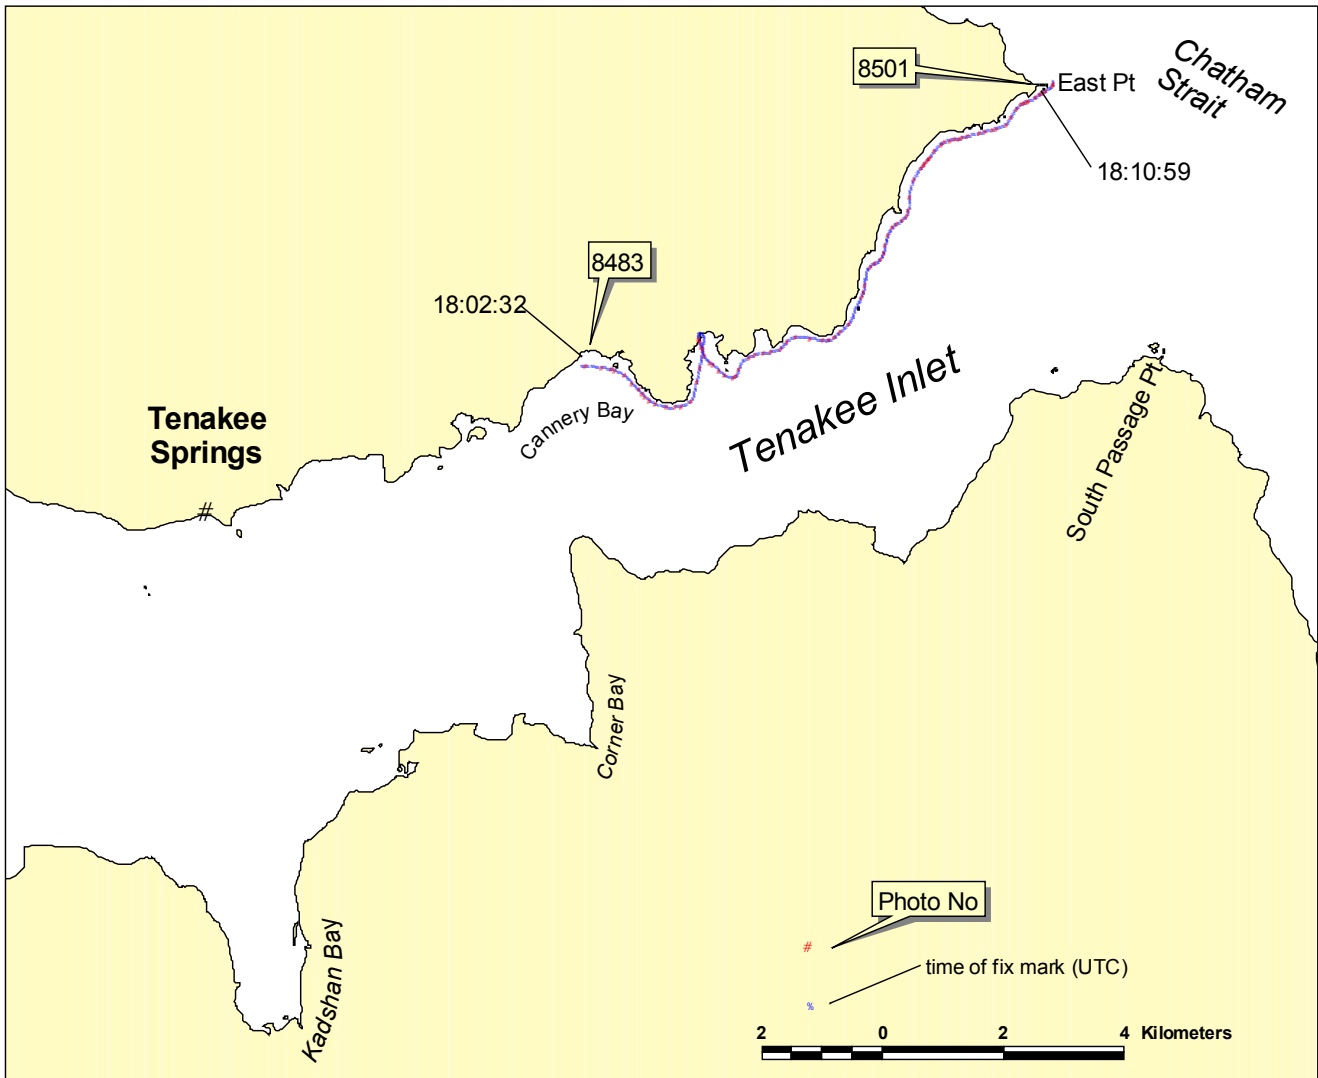 Chatham
Strait
8501
East Pt
18:10:59
8483
18:02:32
Tenakee Inlet
Cannery Bay
Tenakee
Springs
#
South Passage Pt
Corner Bay
Kadshan Bay
Photo No
#
time of fix mark (UTC)
%
2 0 2 4 Kilometers